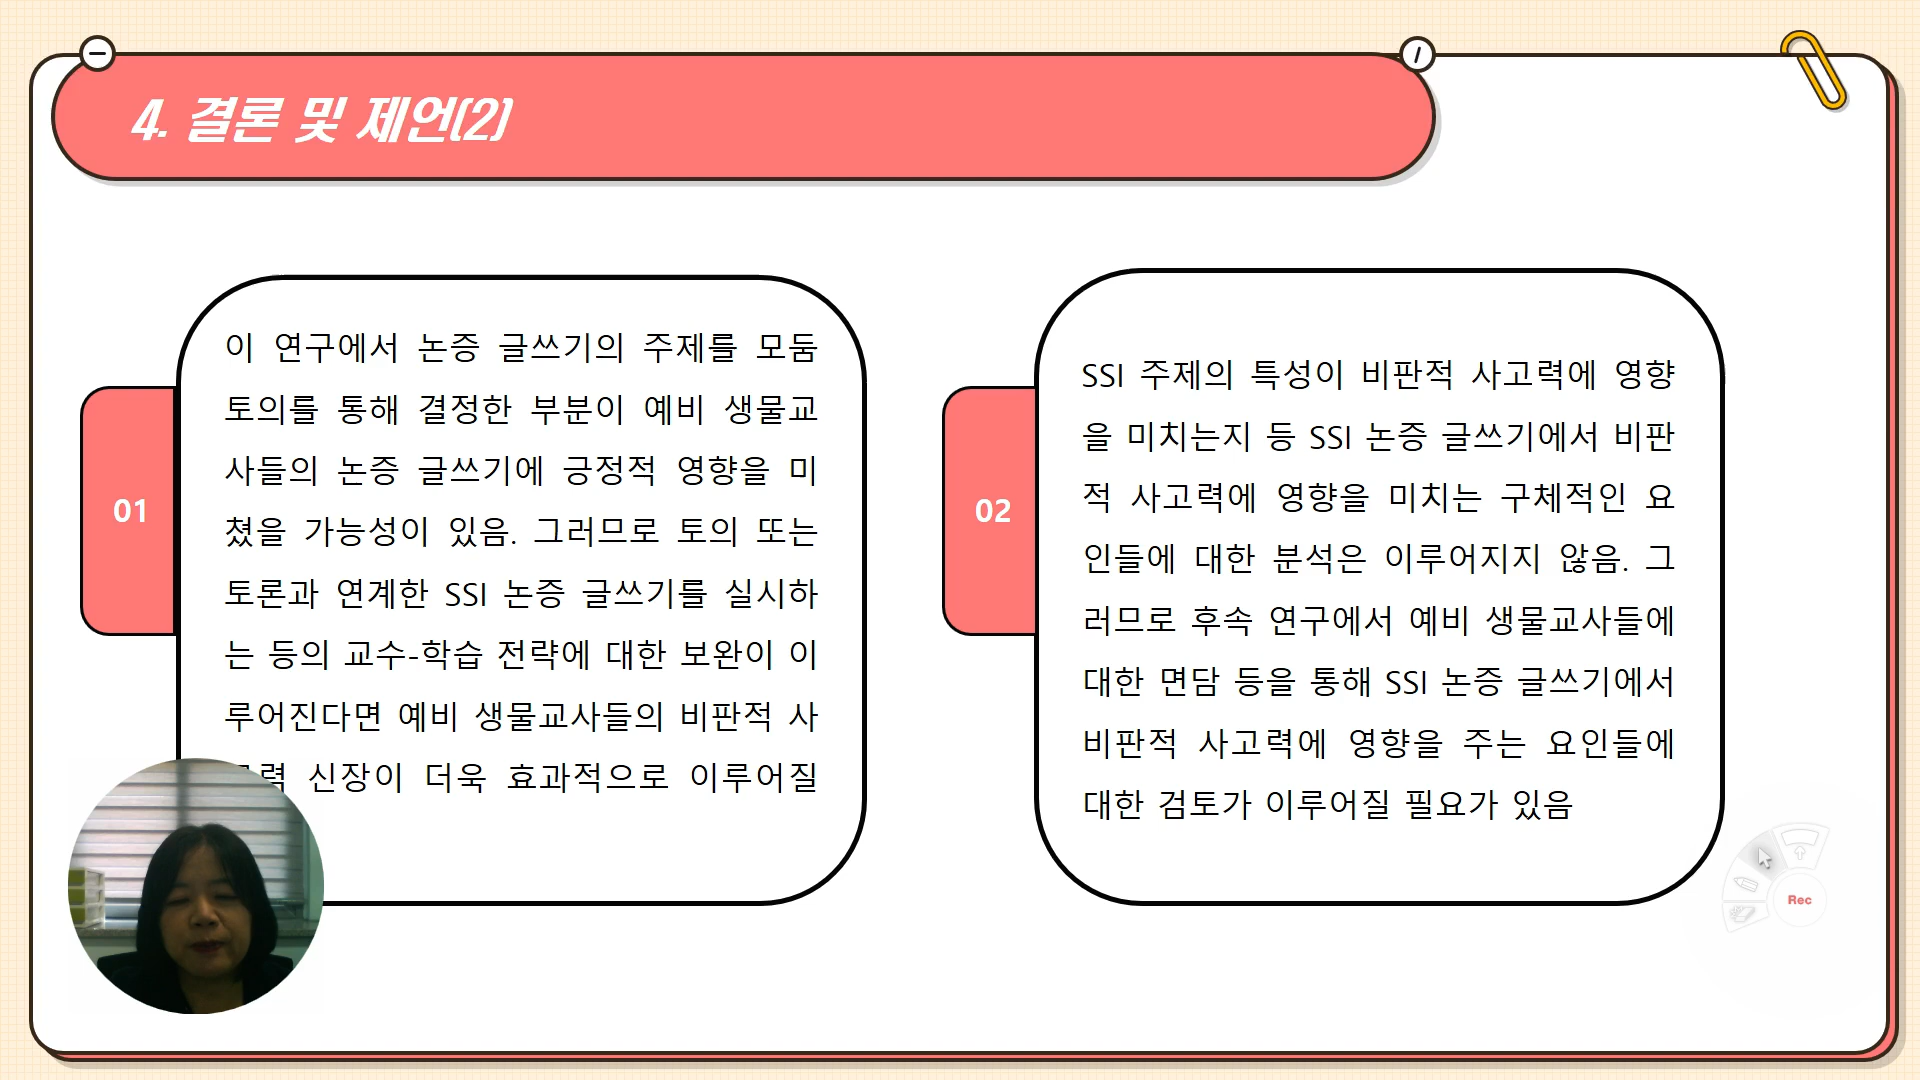 4. 결론 및 제언(2)
01
이 연구에서 논증 글쓰기의 주제를 모둠
토의를 통해 결정한 부분이 예비 생물교
사들의 논증 글쓰기에 긍정적 영향을 미
쳤을 가능성이 있음. 그러므로 토의 또는
토론과 연계한 SSI 논증 글쓰기를 실시하
는 등의 교수-학습 전략에 대한 보완이 이
루어진다면 예비 생물교사들의 비판적 사
신장이 더욱 효과적으로 이루어질
02
SSI 주제의 특성이 비판적 사고력에 영향
을 미치는지 등 SSI 논증 글쓰기에서 비판
적 사고력에 영향을 미치는 구체적인 요
인들에 대한 분석은 이루어지지 않음. 그
러므로 후속 연구에서 예비 생물교사들에
대한 면담 등을 통해 SSI 논증 글쓰기에서
비판적 사고력에 영향을 주는 요인들에
대한 검토가 이루어질 필요가 있음
Rec